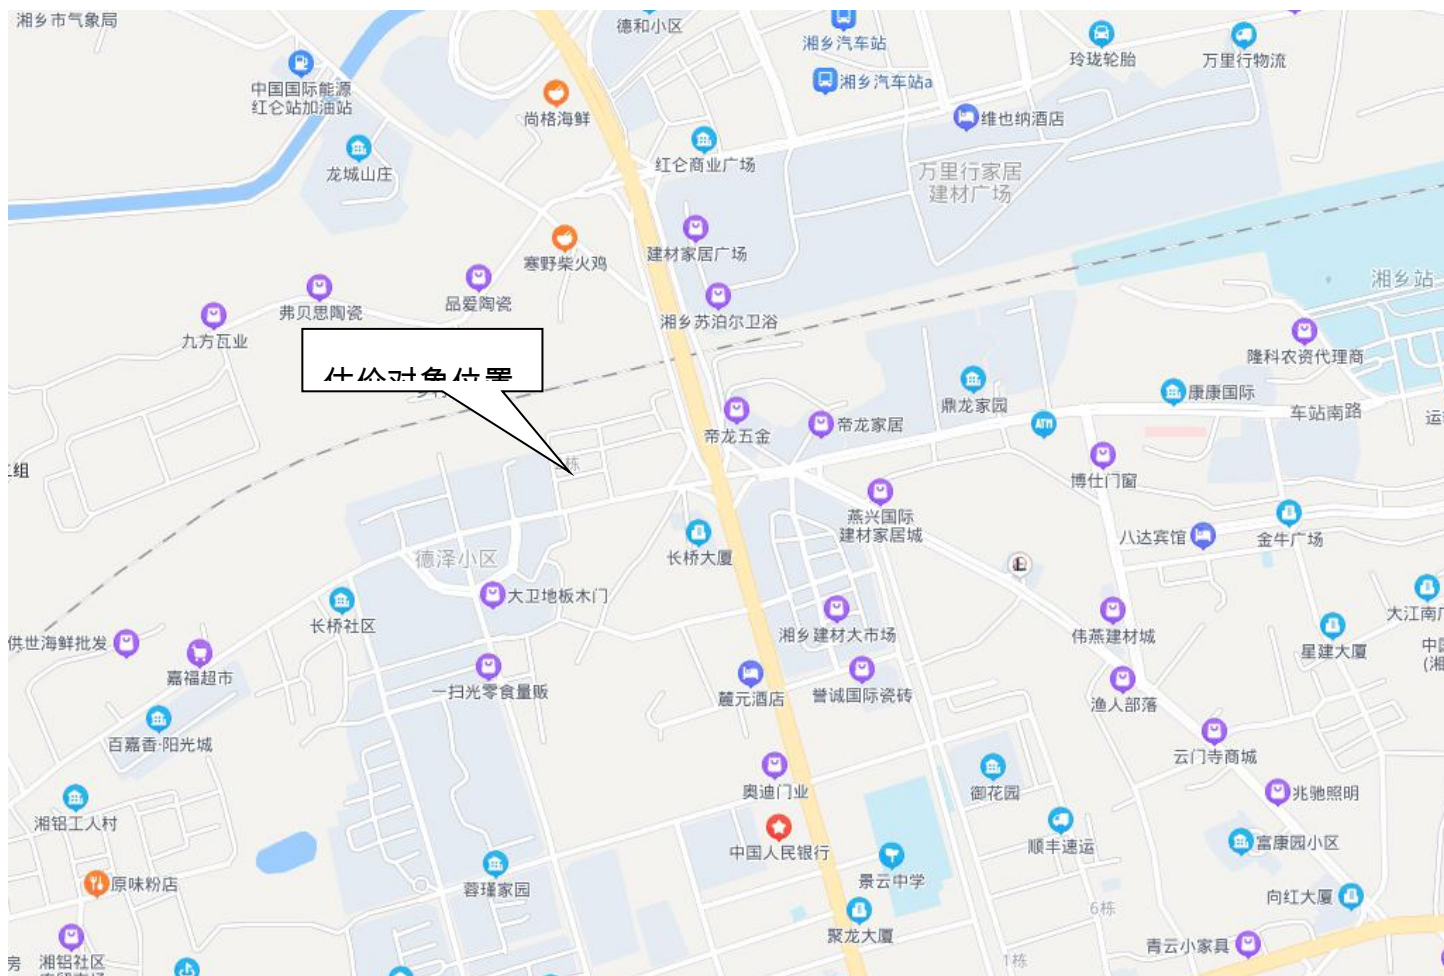 湘乡市气象局
德和小区
湘乡汽车站
湘乡汽车站a
玲珑轮胎
万里行物流
中国国际能源
红仑站加油站
尚格海鲜
维也纳酒店
龙城山庄
红仑商业广场
万里行家居
建材广场
寒野柴火鸡
建材家居广场
湘乡站
弗贝思陶瓷
品爱陶瓷
湘乡苏泊尔卫浴
九方瓦业
隆科农资代理商
估价对象位置
鼎龙家园
康康国际
车站南路
运
帝龙五金
帝龙家居
ATM
栋
二组
博仕门窗
燕兴国际
建材家居城
长桥大厦
八达宾馆
金牛广场
德泽小区
大卫地板木门
长桥社区
湘乡建材大市场
伟燕建材城
大江南
供世海鲜批发
嘉福超市
星建大厦
中国
(湘
一扫光零食量贩
麓元酒店
誉诚国际瓷砖
渔人部落
百嘉香·阳光城
云门寺商城
奥迪门业
御花园
兆驰照明
湘铝工人村
中国人民银行
顺丰速运
富康园小区
原味粉店
蓉瑾家园
景云中学
向红大厦
6栋
聚龙大厦
青云小家具
房
湘铝社区
1栋